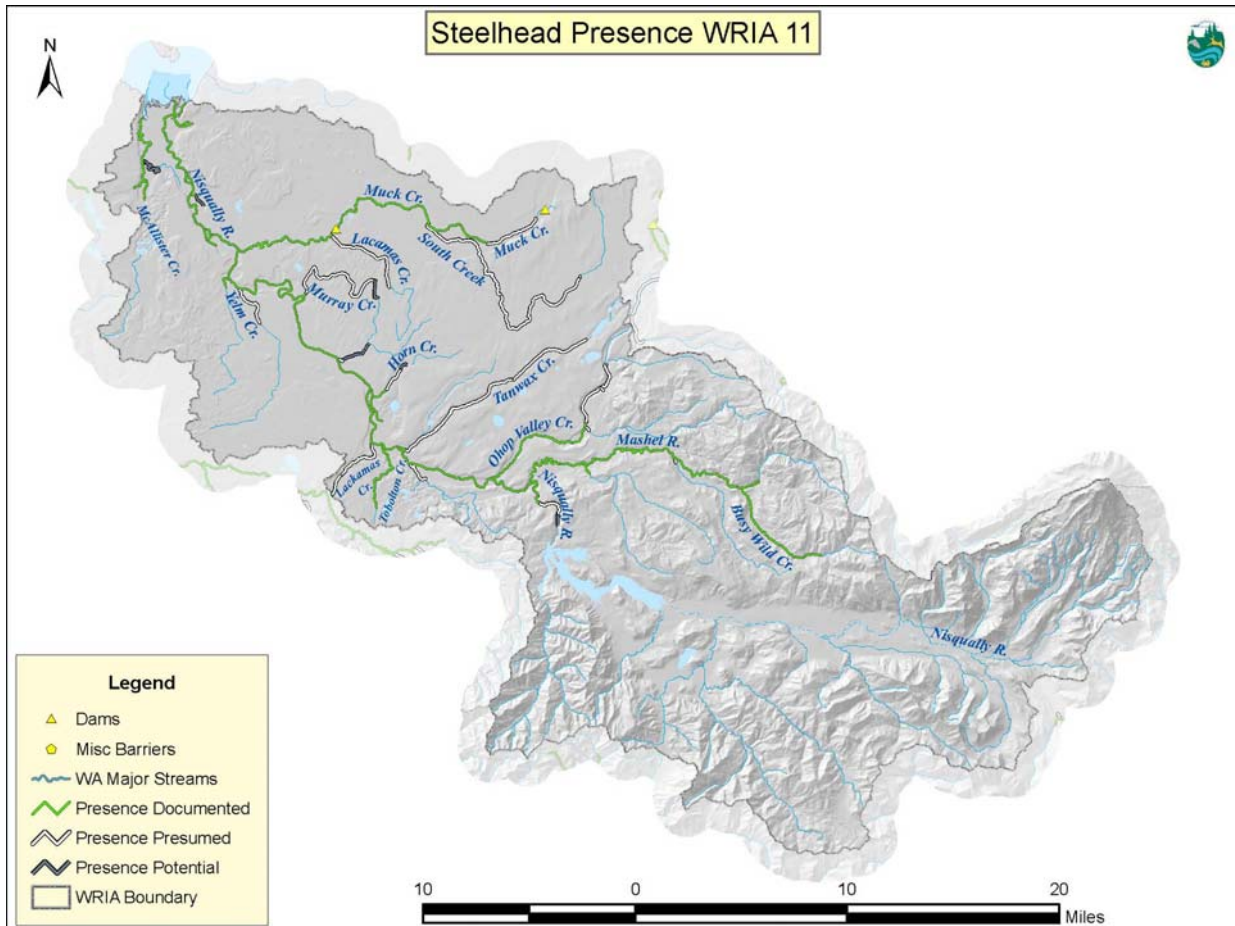 Steelhead Presence WRIA 11
N
Muck Cr.
Nisqually R.
McAllister Cr.
Lacamas Cr.
South Creek
Muck Cr.
Murray Cr.
Yelm Cr.
Horn Cr.
Tanwax Cr.
Ohop Valley Cr.
Mashel R.
Lackamas
Cr.
Tobolton Cr.
Nisqually R.
Busy Wild Cr.
Nisqually R.
Legend
Dams
Misc Barriers
WA Major Streams
Presence Documented
Presence Presumed
Presence Potential
WRIA Boundary
10 0 10 20
Miles